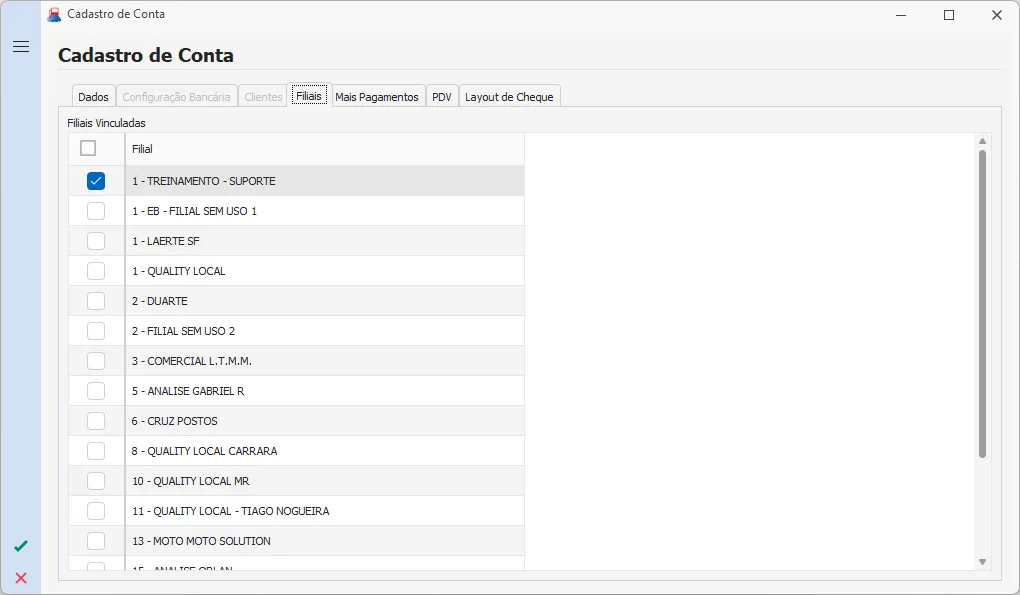 Cadastro de Conta
Cadastro de Conta
Dados
Configuração Bancária
Clientes
Filiais
Mais Pagamentos
PDV
Layout de Cheque
Filiais Vinculadas
Filial
1 - TREINAMENTO - SUPORTE
1 - EB - FILIAL SEM USO 1
1 - LAERTE SF
1 - QUALITY LOCAL
2 - DUARTE
2 - FILIAL SEM USO 2
3 - COMERCIAL L.T.M.M.
5 - ANALISE GABRIEL R
6 - CRUZ POSTOS
8 - QUALITY LOCAL CARRARA
10 - QUALITY LOCAL MR
11 - QUALITY LOCAL - TIAGO NOGUEIRA
13 - MOTO MOTO SOLUTION